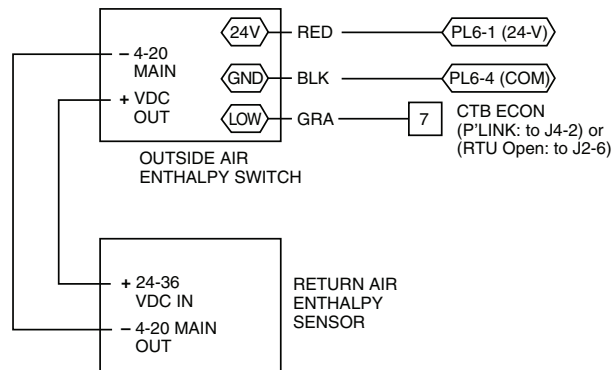 24V RED PL6-1 (24-V)
– 4-20
MAIN
GND BLK PL6-4 (COM)
+ VDC
OUT
LOW GRA 7 CTB ECON
(P'LINK: to J4-2) or
(RTU Open: to J2-6)
OUTSIDE AIR
ENTHALPY SWITCH
+ 24-36
VDC IN
– 4-20 MAIN
OUT
RETURN AIR
ENTHALPY
SENSOR